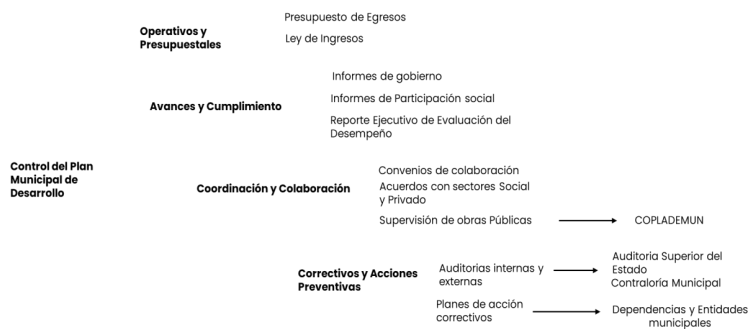 Presupuesto de Egresos
Operativos y
Presupuestales
Ley de Ingresos
Informes de gobierno
Avances y Cumplimiento
Informes de Participación social
Reporte Ejecutivo de Evaluación del
Desempeño
Control del Plan
Municipal de
Desarrollo
Coordinación y Colaboración
Convenios de colaboración
Acuerdos con sectores Social
y Privado
Supervisión de obras Públicas
COPLADEMUN
Correctivos y Acciones
Preventivas
Auditorias internas y
externas
Auditoria Superior del
Estado
Contraloría Municipal
Planes de acción
correctivos
Dependencias y Entidades
municipales